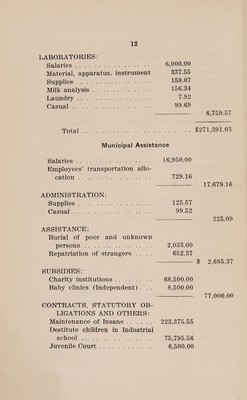 12
LABORATORIES:
Salaries . . . . . . . . . . . . . . . 6,000.00
Material, apparatus, instrument 337.55
Supplies . . . . . . . . . . . . . . . 158.07
Milk analysis . . . . . . . . . . . . 156.34
Laundry . . . . . . . . . . . . . . . 7.92
Casual . . . . . . . . . . . . . . . . 99.69
6,759.57
Total . . . . . . . . . . . . . . . . . . . . . . $271,391.03
Municipal Assistance
Salaries . . . . . . . . . . . . . . . 16,950.00
Employees' transportation allo-
cation . . . . . . . . . . . . . . . 729.16
17,679.16
ADMINISTRATION:
Supplies . . . . . . . . . . . . . . . 125.57
Casual . . . . . . . . . . . . . . . . 99.52
225.09
ASSISTANCE:
Burial of poor and unknown
persons . . . . . . . . . . . . . . 2,033.00
Repatriation of strangers . . . . 652.37
$ 2,685.37
SUBSIDIES:
Charity institutions . . . . . . . . 68,500.00
Baby clinics (Independent) . . . 8,500.00
77,000.00
CONTRACTS, STATUTORY OB-
LIGATIONS AND OTHERS:
Maintenance of Insane . . . . . 223,375.55
Destitute children in Industrial
school . . . . . . . . . . . . . . . 75,795.56
Juvenile Court . . . . . . . . . . . 6,500.00